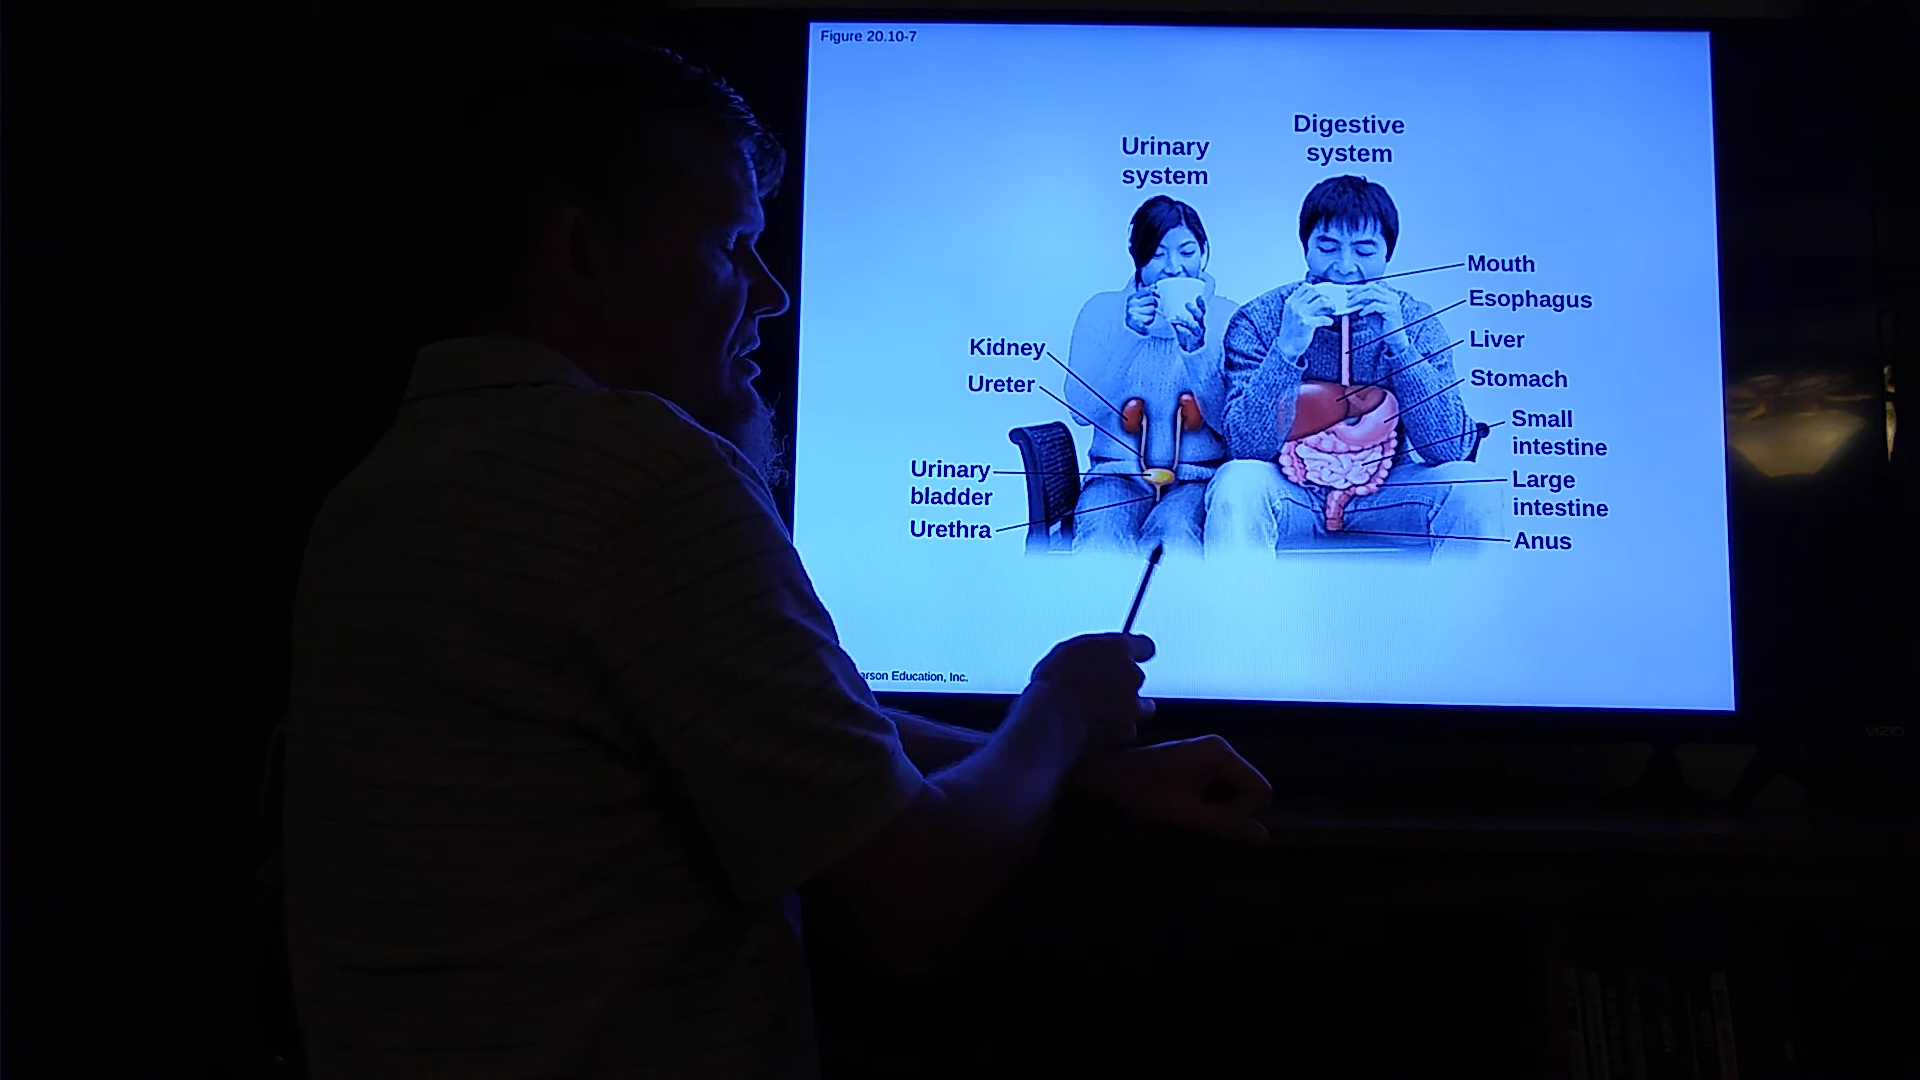 Figure 20.10-7
Urinary
system
Digestive
system
Mouth
Esophagus
Liver
Stomach
Small
intestine
Large
intestine
Anus
Kidney
Ureter
Urinary
bladder
Urethra
Education, Inc.
VIZIO